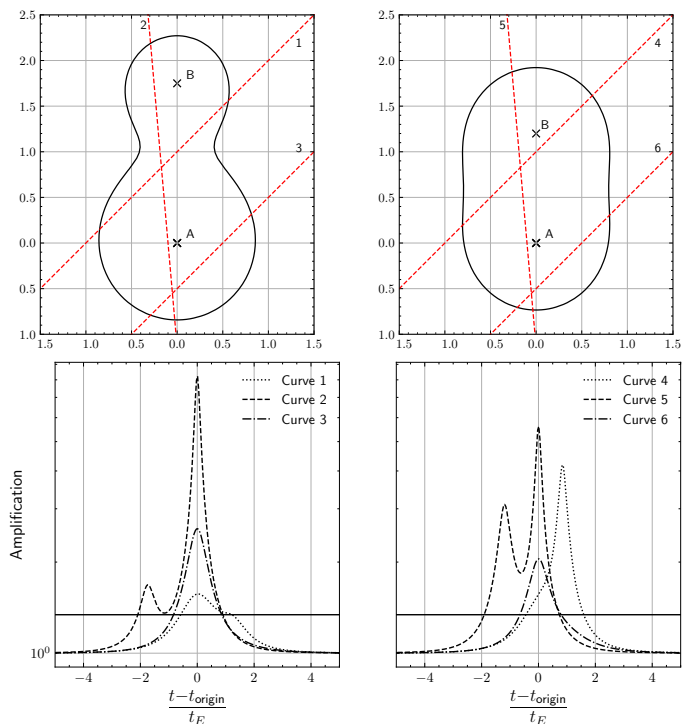 2.5
2.0
1.5
1.0
0.5
0.0
0.5
1.0
1.5 1.0 0.5 0.0 0.5 1.0 1.5
2
1
3
B
A
2.5
2.0
1.5
1.0
0.5
0.0
0.5
1.0
1.5 1.0 0.5 0.0 0.5 1.0 1.5
5
4
6
B
A
Amplification
10⁰
Curve 1
Curve 2
Curve 3
−4 −2 0 2 4
t−t_origin
t_E
Curve 4
Curve 5
Curve 6
−4 −2 0 2 4
t−t_origin
t_E